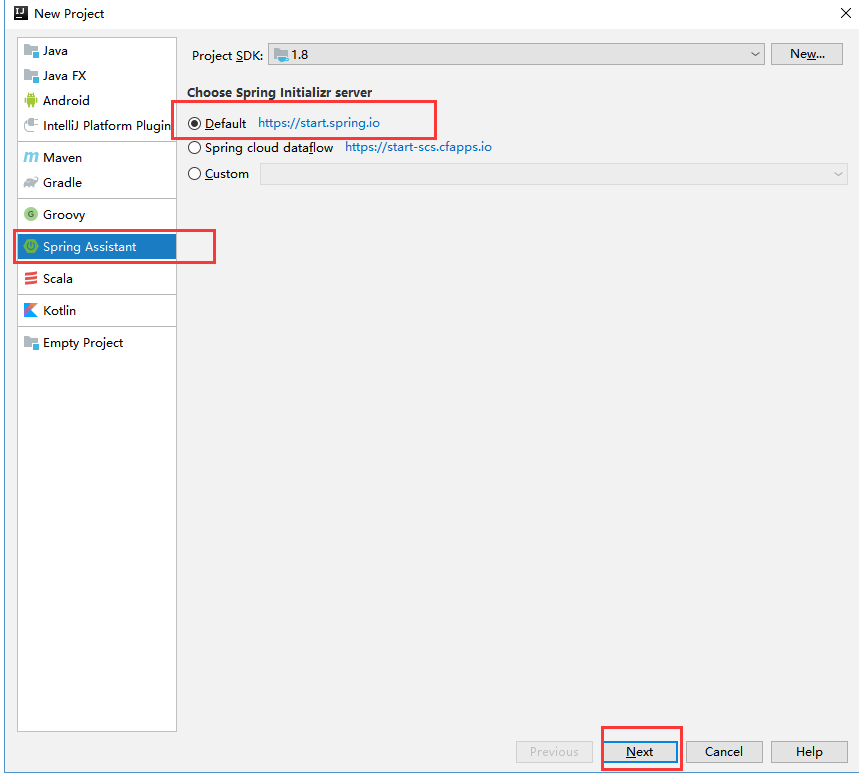 New Project
Java
Java FX
Android
IntelliJ Platform Plugin
Maven
Gradle
Groovy
Spring Assistant
Scala
Kotlin
Empty Project
Project SDK: 1.8 New...
Choose Spring Initializr server
Default https://start.spring.io
Spring cloud dataflow https://start-scs.cfapps.io
Custom
Previous Next Cancel Help